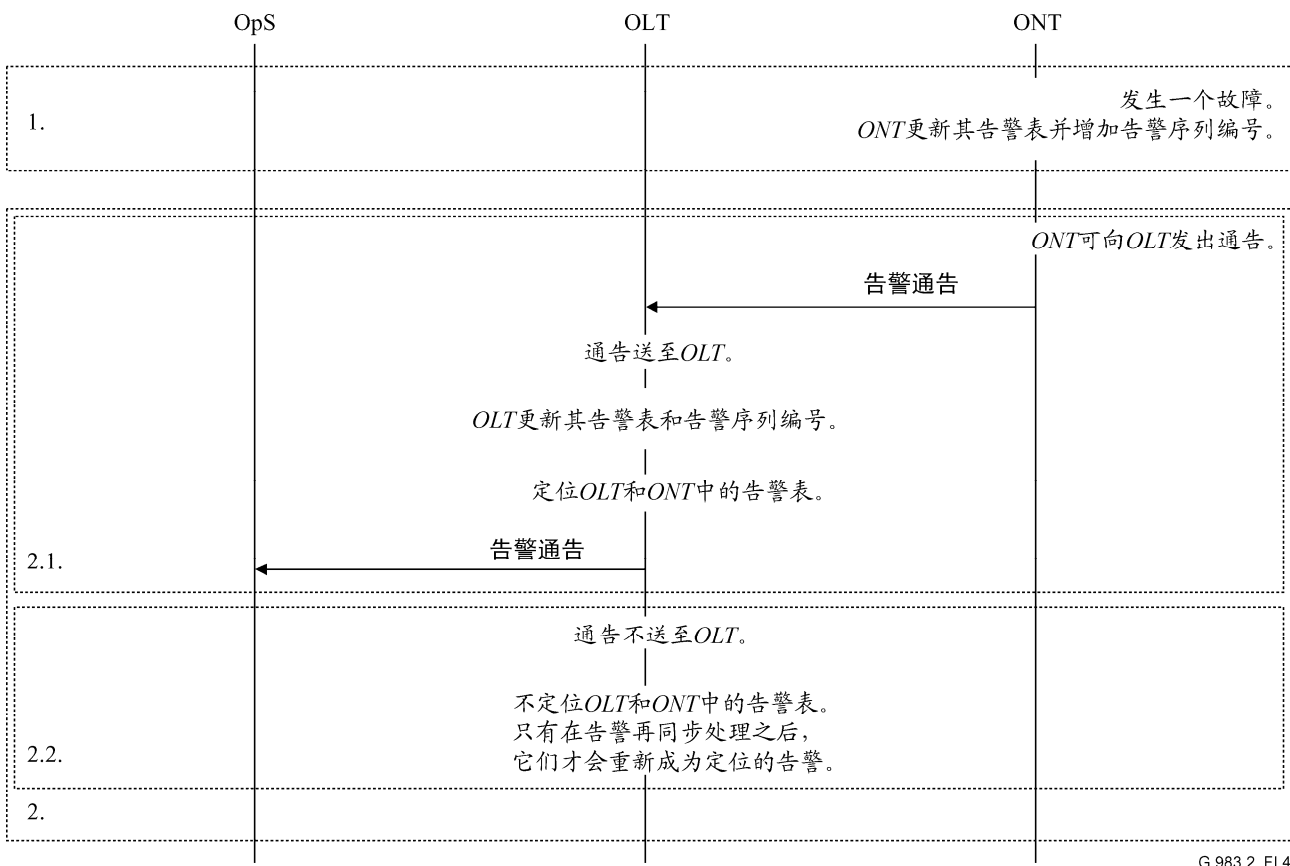 OpS
OLT
ONT
1.
发生一个故障。
ONT更新其告警表并增加告警序列编号。
ONT可向OLT发出通告。
告警通告
通告送至OLT。
OLT更新其告警表和告警序列编号。
定位OLT和ONT中的告警表。
告警通告
2.1.
通告不送至OLT。
不定位OLT和ONT中的告警表。
只有在告警再同步处理之后,
它们才会重新成为定位的告警。
2.2.
2.